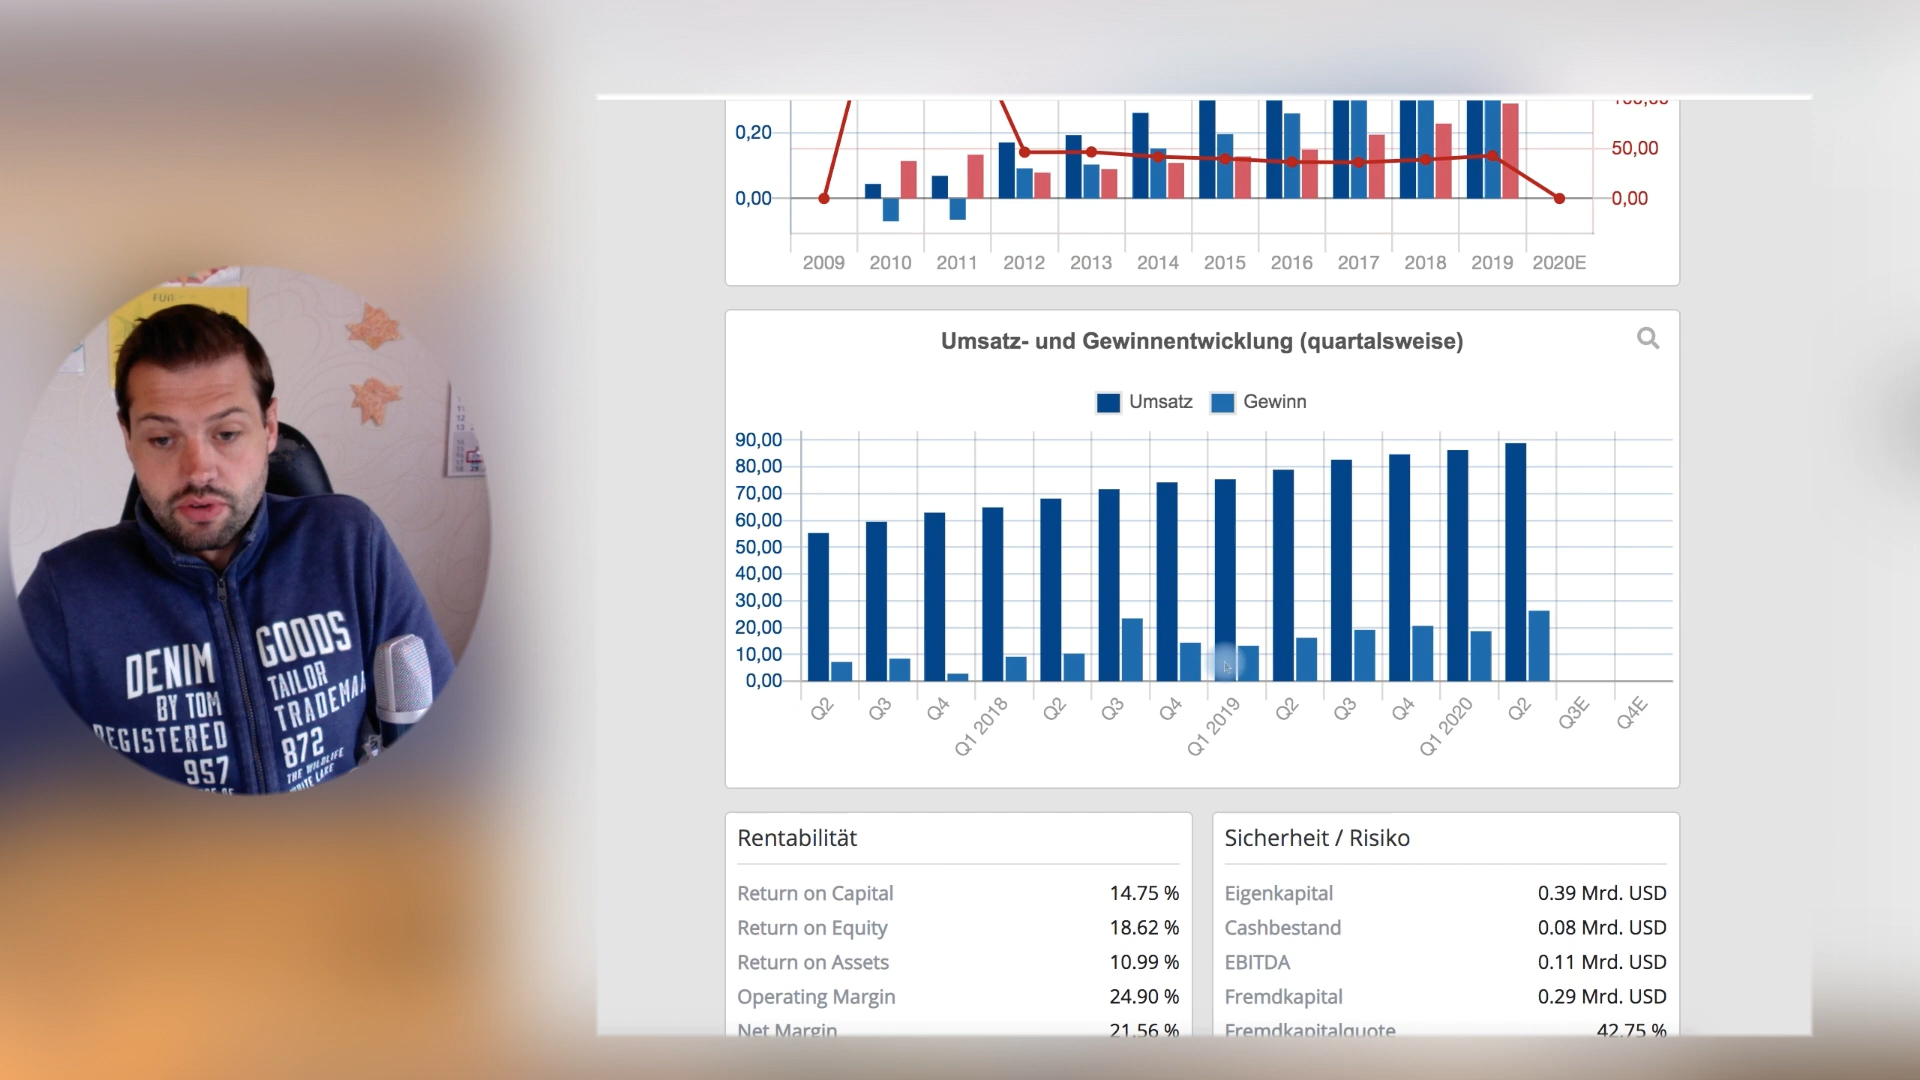 100,00
0,20
50,00
0,00
0,00
2009 2010 2011 2012 2013 2014 2015 2016 2017 2018 2019 2020E
Umsatz- und Gewinnentwicklung (quartalsweise)
Umsatz Gewinn
90,00
80,00
70,00
60,00
50,00
40,00
30,00
20,00
10,00
0,00
Q2 Q3 Q4 Q1 2018 Q2 Q3 Q4 Q1 2019 Q2 Q3 Q4 Q1 2020 Q2 Q3E Q4E
Rentabilität
Return on Capital 14.75 %
Return on Equity 18.62 %
Return on Assets 10.99 %
Operating Margin 24.90 %
Net Margin 21.56 %
Sicherheit / Risiko
Eigenkapital 0.39 Mrd. USD
Cashbestand 0.08 Mrd. USD
EBITDA 0.11 Mrd. USD
Fremdkapital 0.29 Mrd. USD
Fremdkapitalquote 42.75 %
DENIM
BY TOM
REGISTERED
957
GOODS
TAILOR
TRADEMA
872
THE WILDLIFE